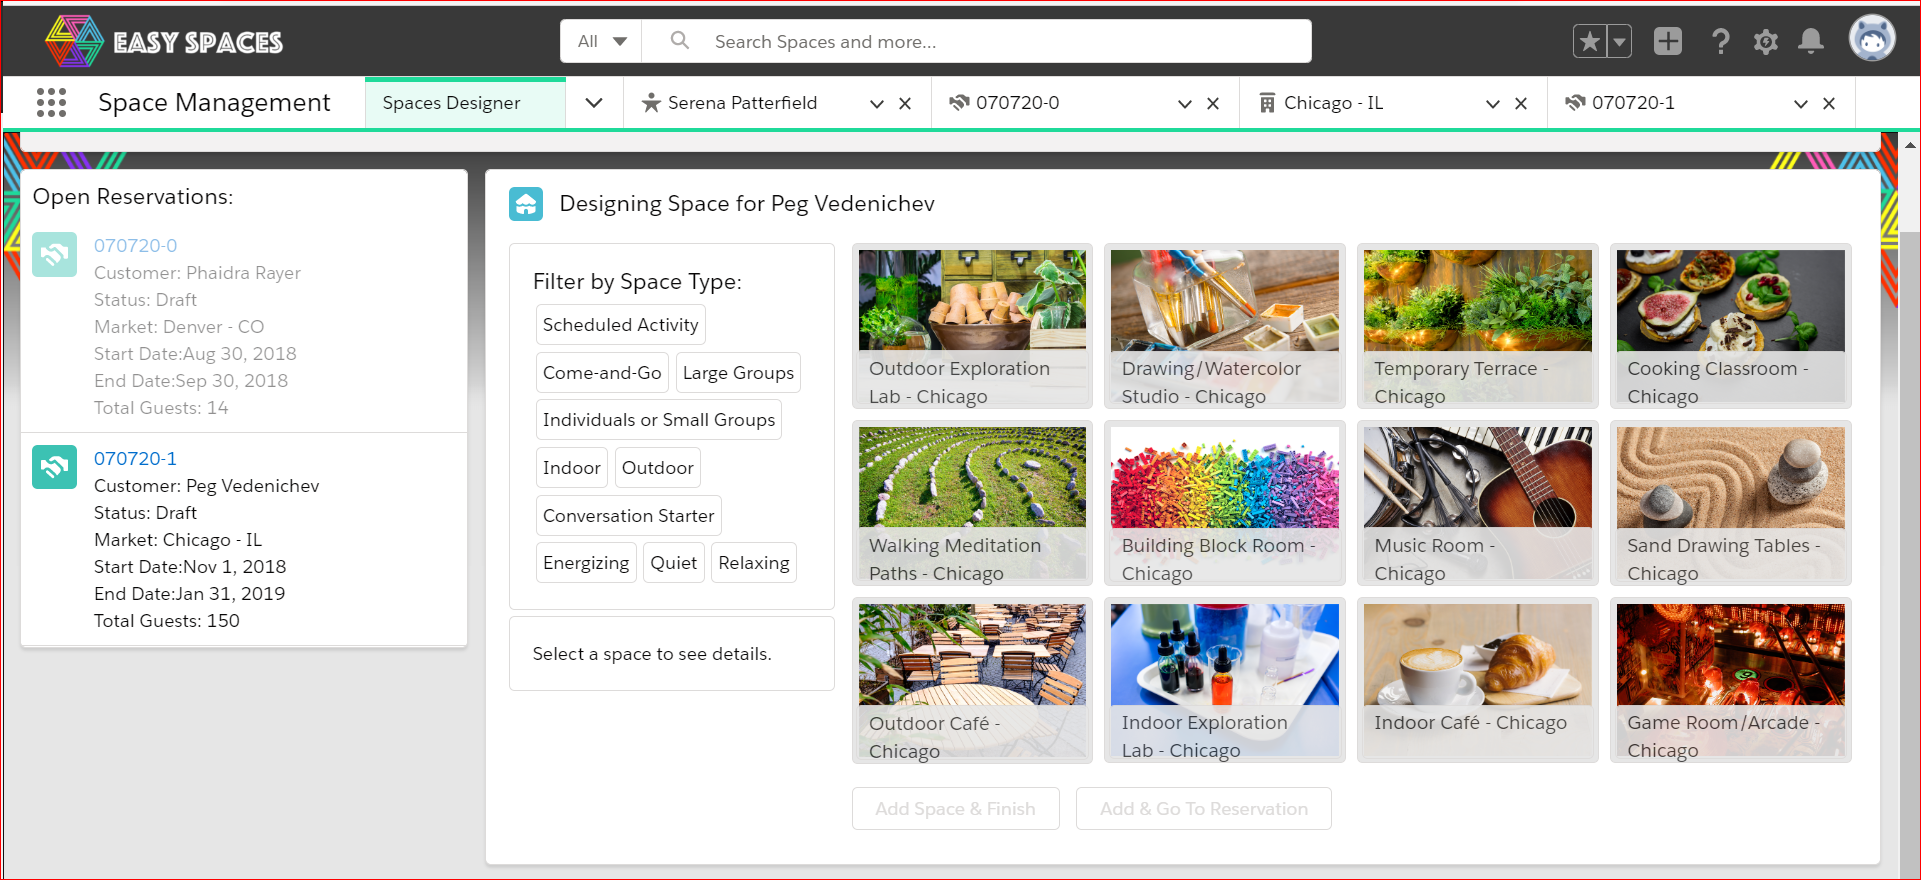 EASY SPACES
All
Search Spaces and more...
Space Management
Spaces Designer
Serena Patterfield
070720-0
Chicago - IL
070720-1
Open Reservations:
070720-0
Customer: Phaidra Rayer
Status: Draft
Market: Denver - CO
Start Date:Aug 30, 2018
End Date:Sep 30, 2018
Total Guests: 14
070720-1
Customer: Peg Vedenichev
Status: Draft
Market: Chicago - IL
Start Date:Nov 1, 2018
End Date:Jan 31, 2019
Total Guests: 150
Designing Space for Peg Vedenichev
Filter by Space Type:
Scheduled Activity
Come-and-Go
Large Groups
Individuals or Small Groups
Indoor
Outdoor
Conversation Starter
Energizing
Quiet
Relaxing
Select a space to see details.
Outdoor Exploration
Lab - Chicago
Drawing/Watercolor
Studio - Chicago
Temporary Terrace -
Chicago
Cooking Classroom -
Chicago
Walking Meditation
Paths - Chicago
Building Block Room -
Chicago
Music Room -
Chicago
Sand Drawing Tables -
Chicago
Outdoor Café -
Chicago
Indoor Exploration
Lab - Chicago
Indoor Café - Chicago
Game Room/Arcade -
Chicago
Add Space & Finish
Add & Go To Reservation